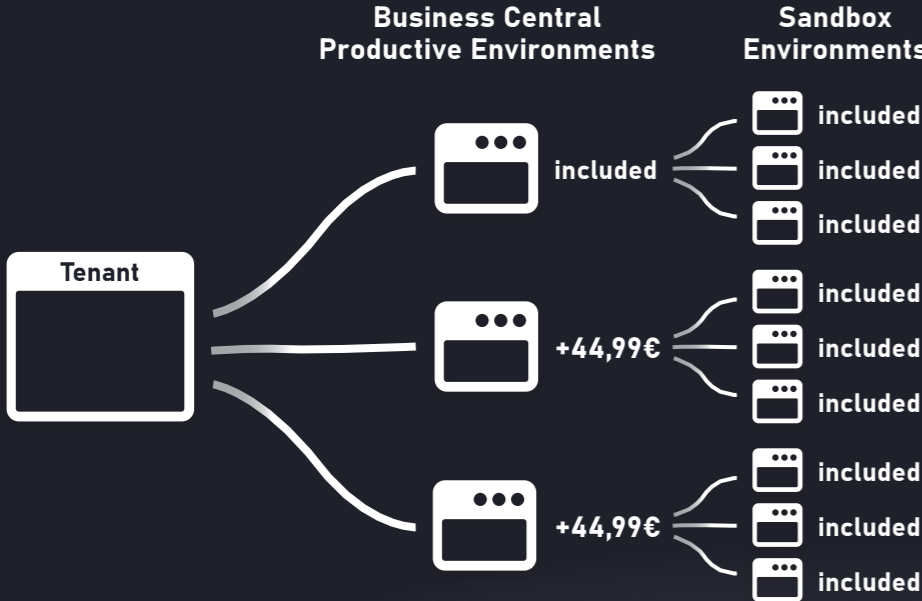 Business Central
Productive Environments
Sandbox
Environments
included
included
included
included
Tenant
included
+44,99€
included
included
included
+44,99€
included
included